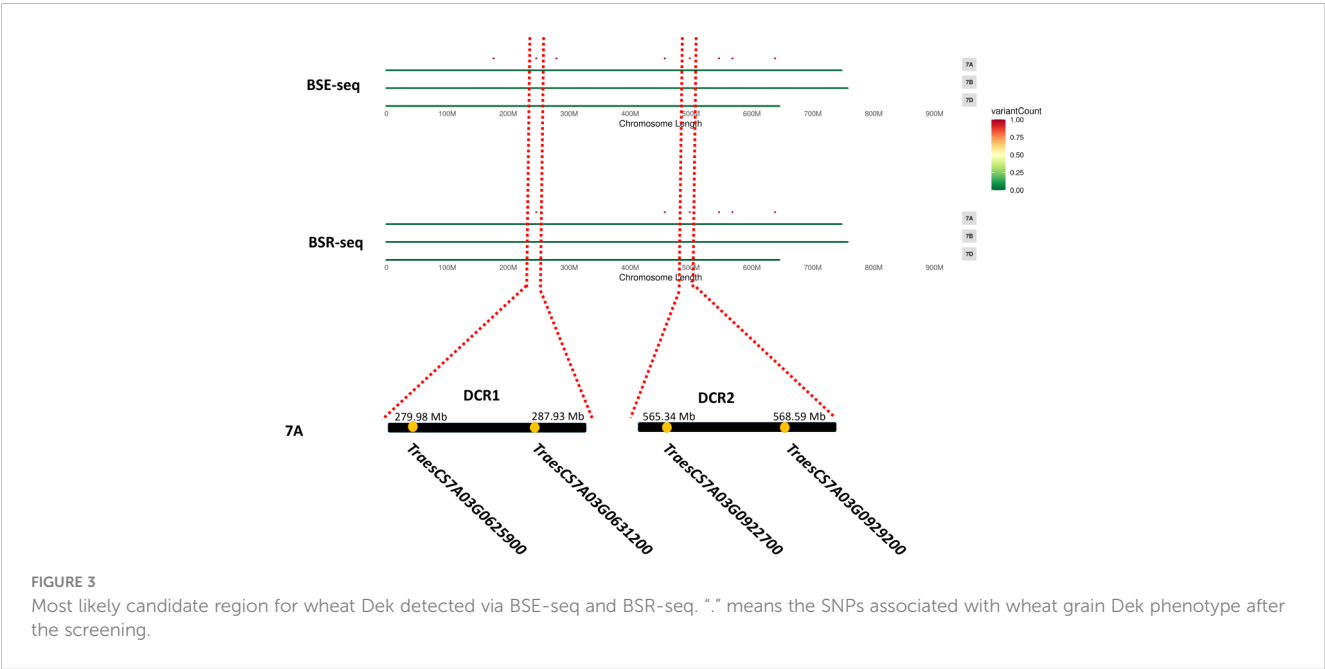 BSE-seq
7A
7B
7D
0 100M 200M 300M 400M 500M 600M 700M 800M 900M
Chromosome Length
variantCount
1.00
0.75
0.50
0.25
0.00
BSR-seq
7A
7B
7D
0 100M 200M 300M 400M 500M 600M 700M 800M 900M
Chromosome Length
DCR1
DCR2
279.98 Mb 287.93 Mb 565.34 Mb 568.59 Mb
7A
TraesCS7A03G0625900
TraesCS7A03G0631200
TraesCS7A03G0922700
TraesCS7A03G0929200
FIGURE 3
Most likely candidate region for wheat Dek detected via BSE-seq and BSR-seq. “.” means the SNPs associated with wheat grain Dek phenotype after
the screening.